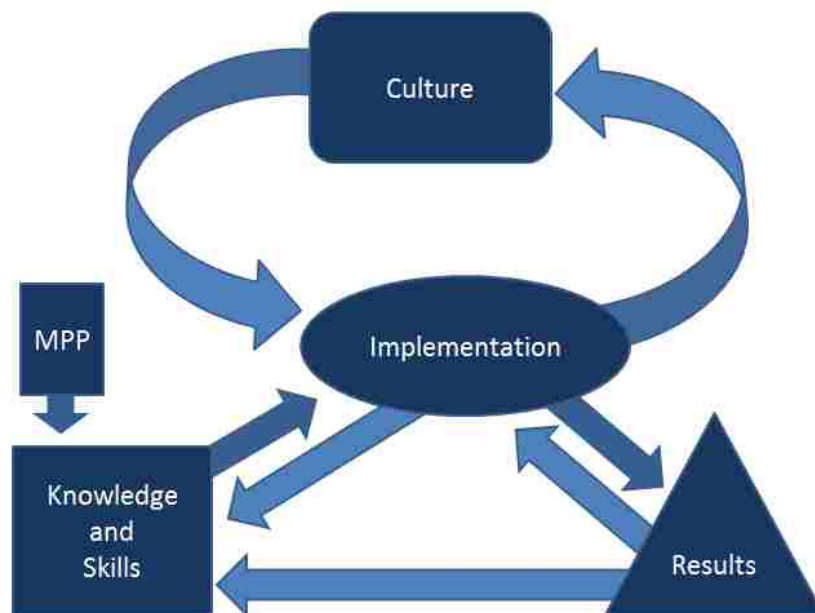 Culture
MPP
Implementation
Knowledge
and
Skills
Results